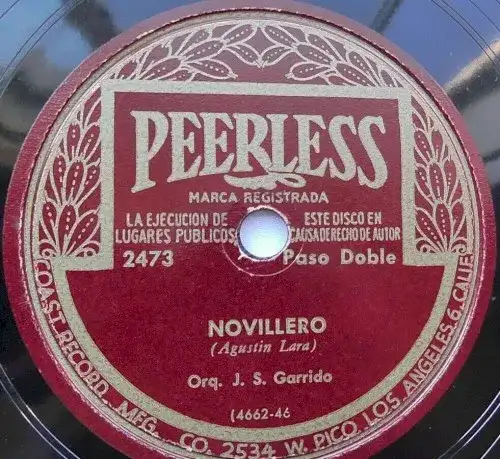 PEERLESS
MARCA REGISTRADA
LA EJECUCION DE ESTE DISCO EN
LUGARES PUBLICOS CAUSA DERECHO DE AUTOR
2473 Paso Doble
NOVILLERO
(Agustin Lara)
Orq. J. S. Garrido
(4662-46
COAST RECORD MFG. CO. 2534 W. PICO, LOS ANGELES 6, CALIF.